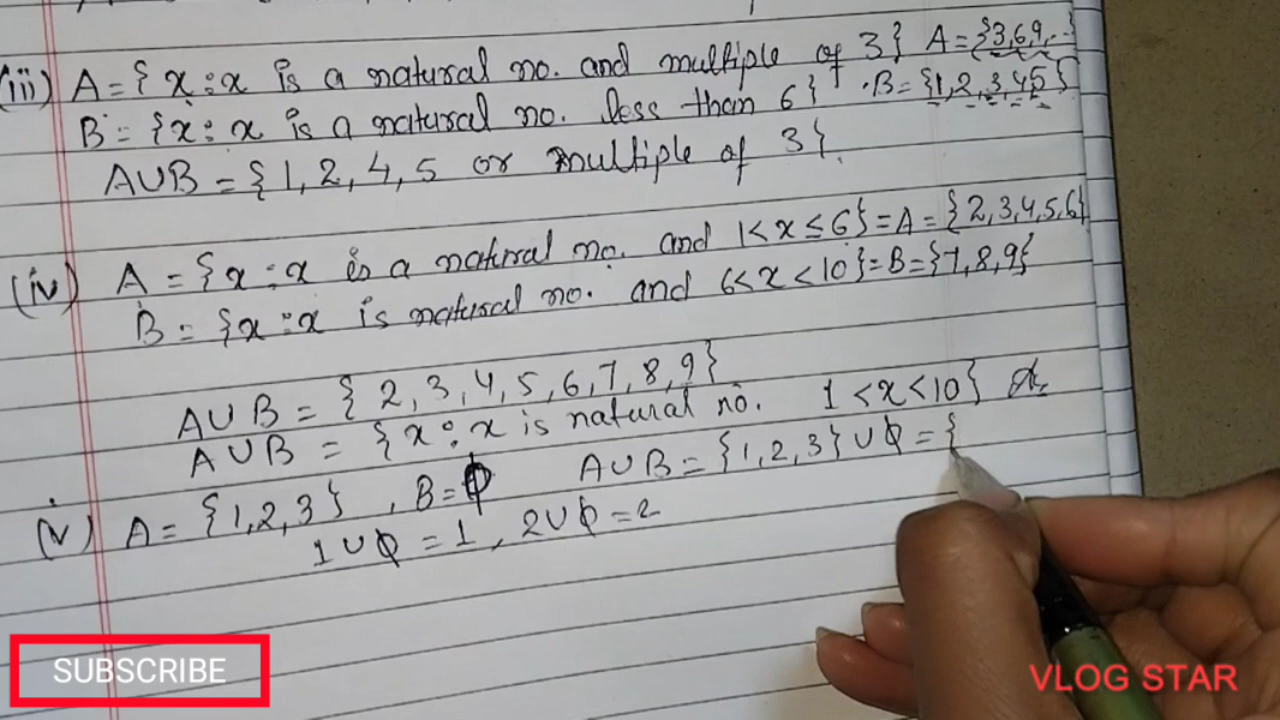 (iii) A = { x : x is a natural no. and multiple of 3} A = {3,6,9,..}
B = {x : x is a natural no. less than 6} B = {1,2,3,4,5}
A∪B = {1, 2, 4, 5 or multiple of 3}.
(iv) A = {x : x is a natural no. and 1 < x ≤ 6} = A = {2,3,4,5,6}
B = {x : x is natural no. and 6 < x < 10} = B = {7,8,9}
A ∪ B = { 2, 3, 4, 5, 6, 7, 8, 9}
A ∪ B = {x : x is natural no. 1 < x < 10}
(v) A = {1,2,3} , B = ϕ A∪B = {1,2,3} ∪ ϕ = {
1 ∪ ϕ = 1 , 2∪ϕ = 2
SUBSCRIBE
VLOG STAR